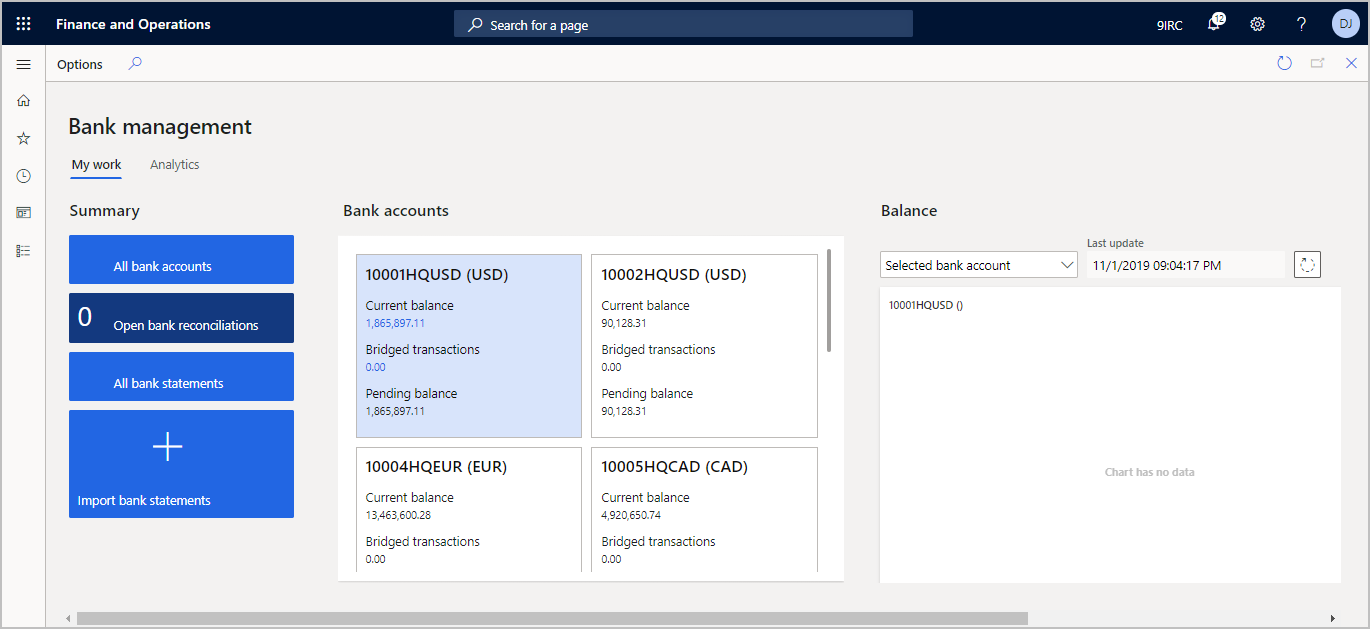 Finance and Operations
Search for a page
9IRC
12
?
DJ
Options
Bank management
My work
Analytics
Summary
All bank accounts
0
Open bank reconciliations
All bank statements
Import bank statements
Bank accounts
10001HQUSD (USD)
Current balance
1,865,897.11
Bridged transactions
0.00
Pending balance
1,865,897.11
10002HQUSD (USD)
Current balance
90,128.31
Bridged transactions
0.00
Pending balance
90,128.31
10004HQEUR (EUR)
Current balance
13,463,600.28
Bridged transactions
0.00
10005HQCAD (CAD)
Current balance
4,920,650.74
Bridged transactions
0.00
Balance
Selected bank account
Last update
11/1/2019 09:04:17 PM
10001HQUSD ()
Chart has no data